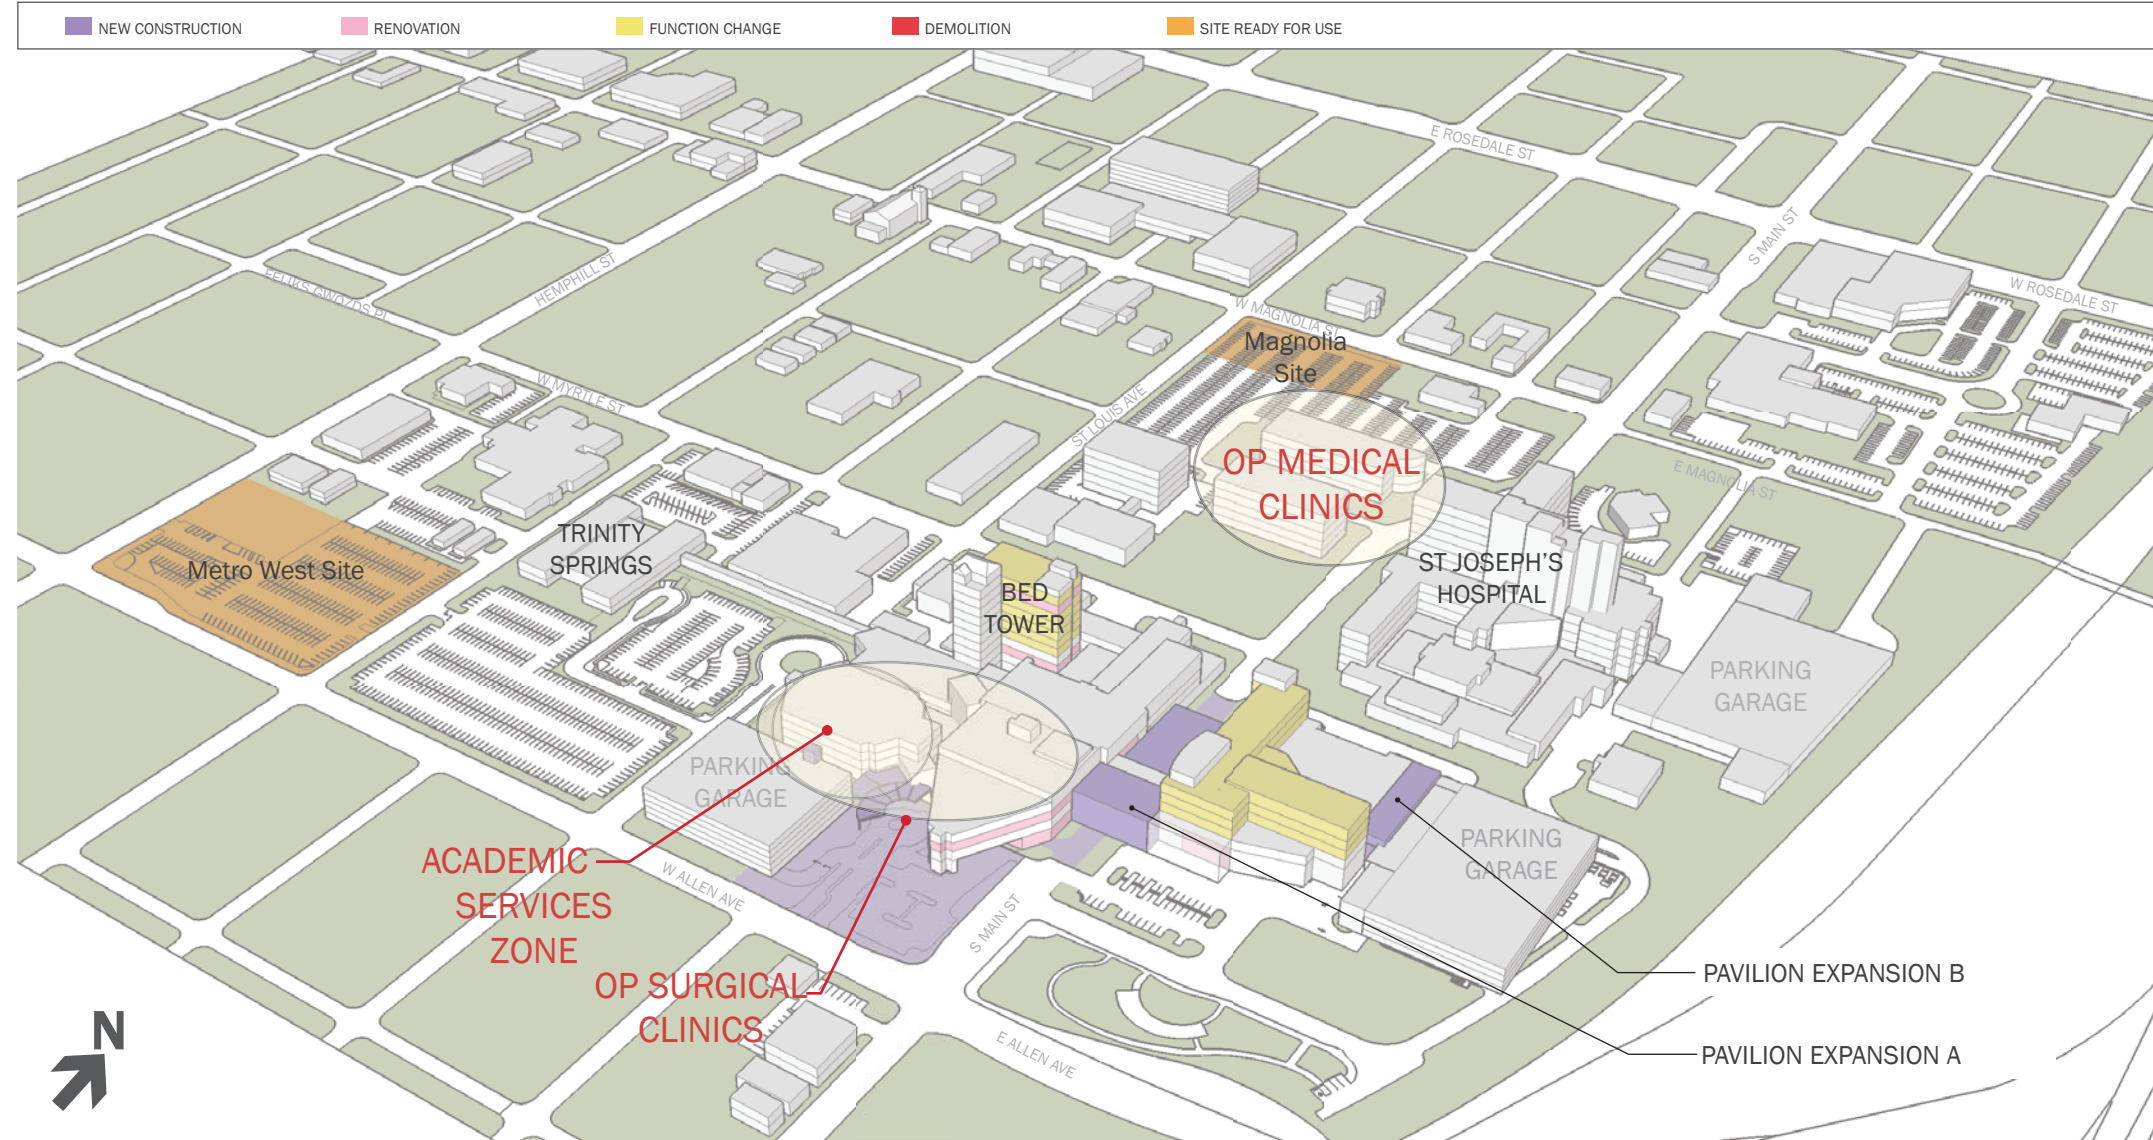 NEW CONSTRUCTION
RENOVATION
FUNCTION CHANGE
DEMOLITION
SITE READY FOR USE
E ROSEDALE ST
S MAIN ST
W ROSEDALE ST
FELIKS GWOZDS PL
HEMPHILL ST
W MAGNOLIA ST
Magnolia
Site
W MYRTLE ST
ST LOUIS AVE
OP MEDICAL
CLINICS
E MAGNOLIA ST
TRINITY
SPRINGS
Metro West Site
BED
TOWER
ST JOSEPH'S
HOSPITAL
PARKING
GARAGE
PARKING
GARAGE
PARKING
GARAGE
ACADEMIC
SERVICES
ZONE
W ALLEN AVE
S MAIN ST
OP SURGICAL
CLINICS
PAVILION EXPANSION B
PAVILION EXPANSION A
E ALLEN AVE
N